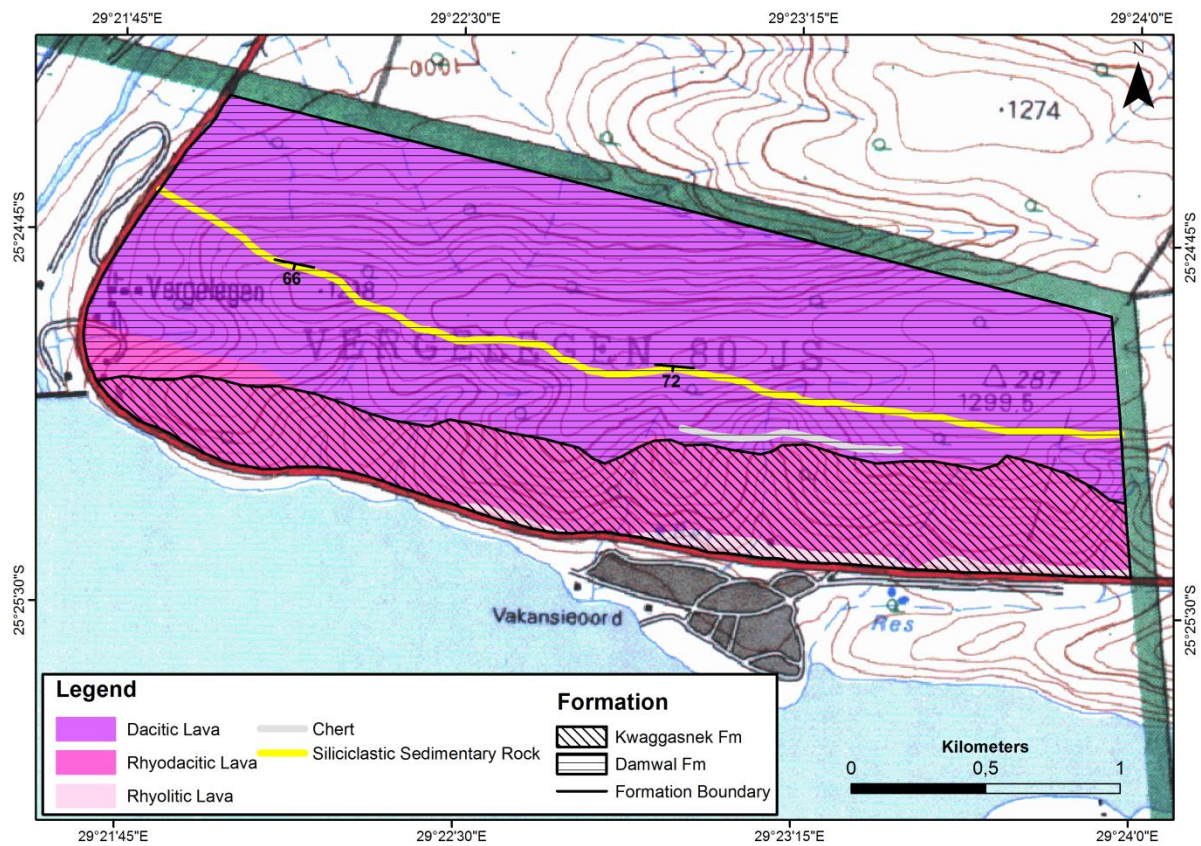 29°21'45"E 29°22'30"E 29°23'15"E 29°24'0"E
N
1000
·1274
25°24'45"S
25°24'45"S
66
Vergelegen
VERGELEGEN 80 JS
72
287
1299,5
25°25'30"S
25°25'30"S
Vakansieoord
Res
Legend
Dacitic Lava
Rhyodacitic Lava
Rhyolitic Lava
Chert
Siliciclastic Sedimentary Rock
Formation
Kwaggasnek Fm
Damwal Fm
Formation Boundary
Kilometers
0 0,5 1
29°21'45"E 29°22'30"E 29°23'15"E 29°24'0"E